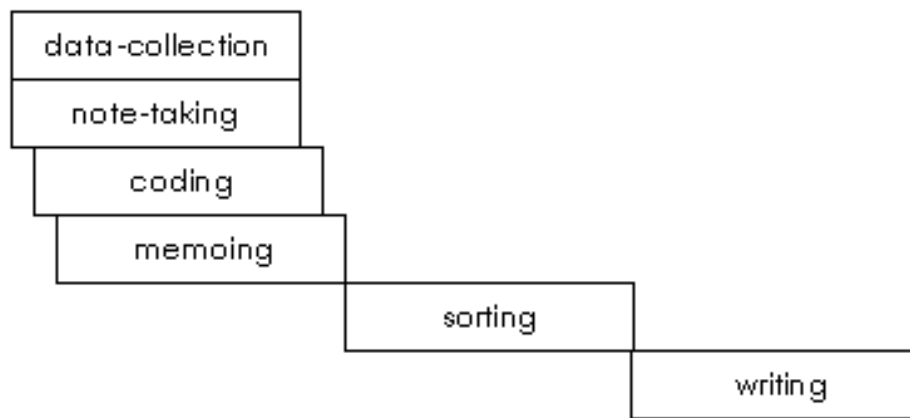 data-collection
note-taking
coding
memoing
sorting
writing